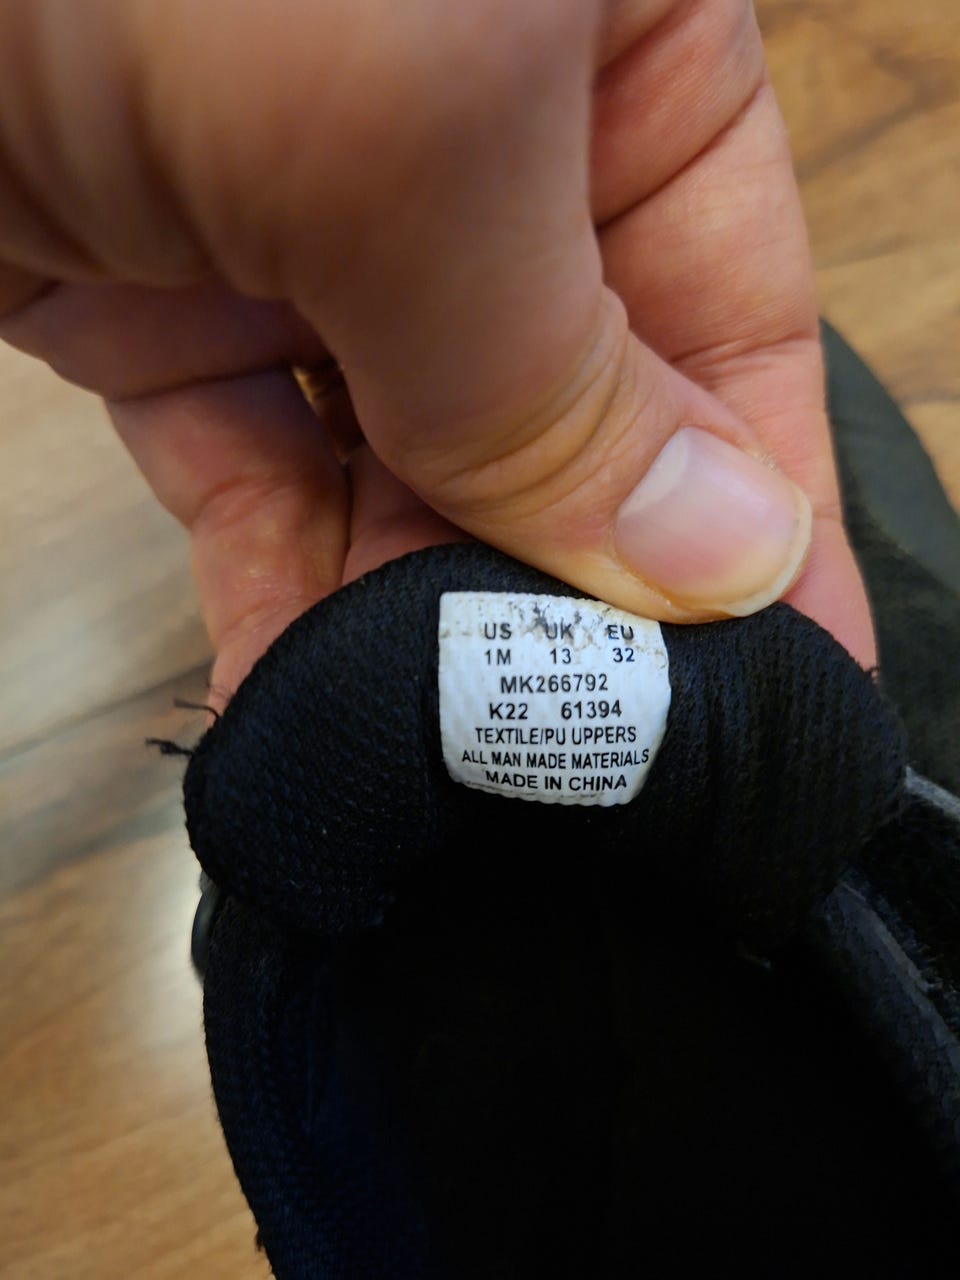 US UK EU
1M 13 32
MK266792
K22 61394
TEXTILE/PU UPPERS
ALL MAN MADE MATERIALS
MADE IN CHINA